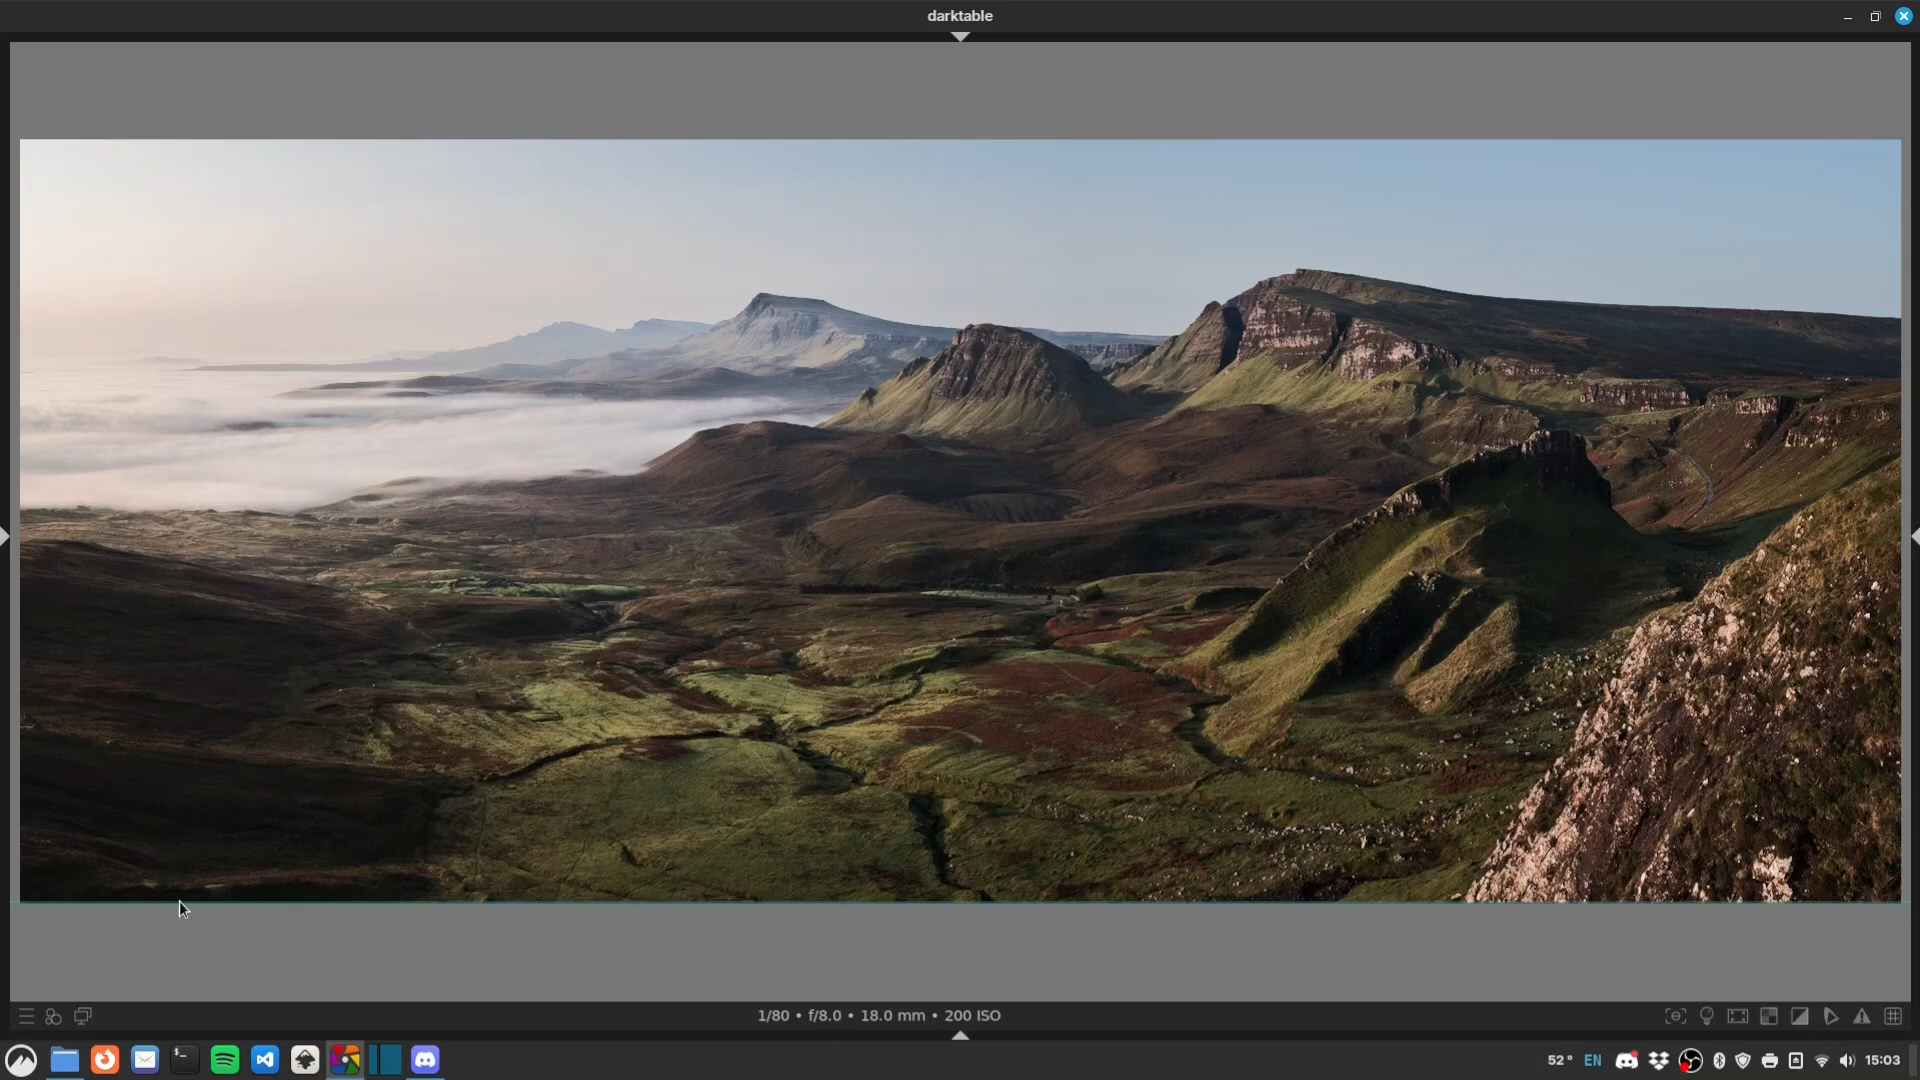 darktable
1/80 • f/8.0 • 18.0 mm • 200 ISO
52° EN 15:03